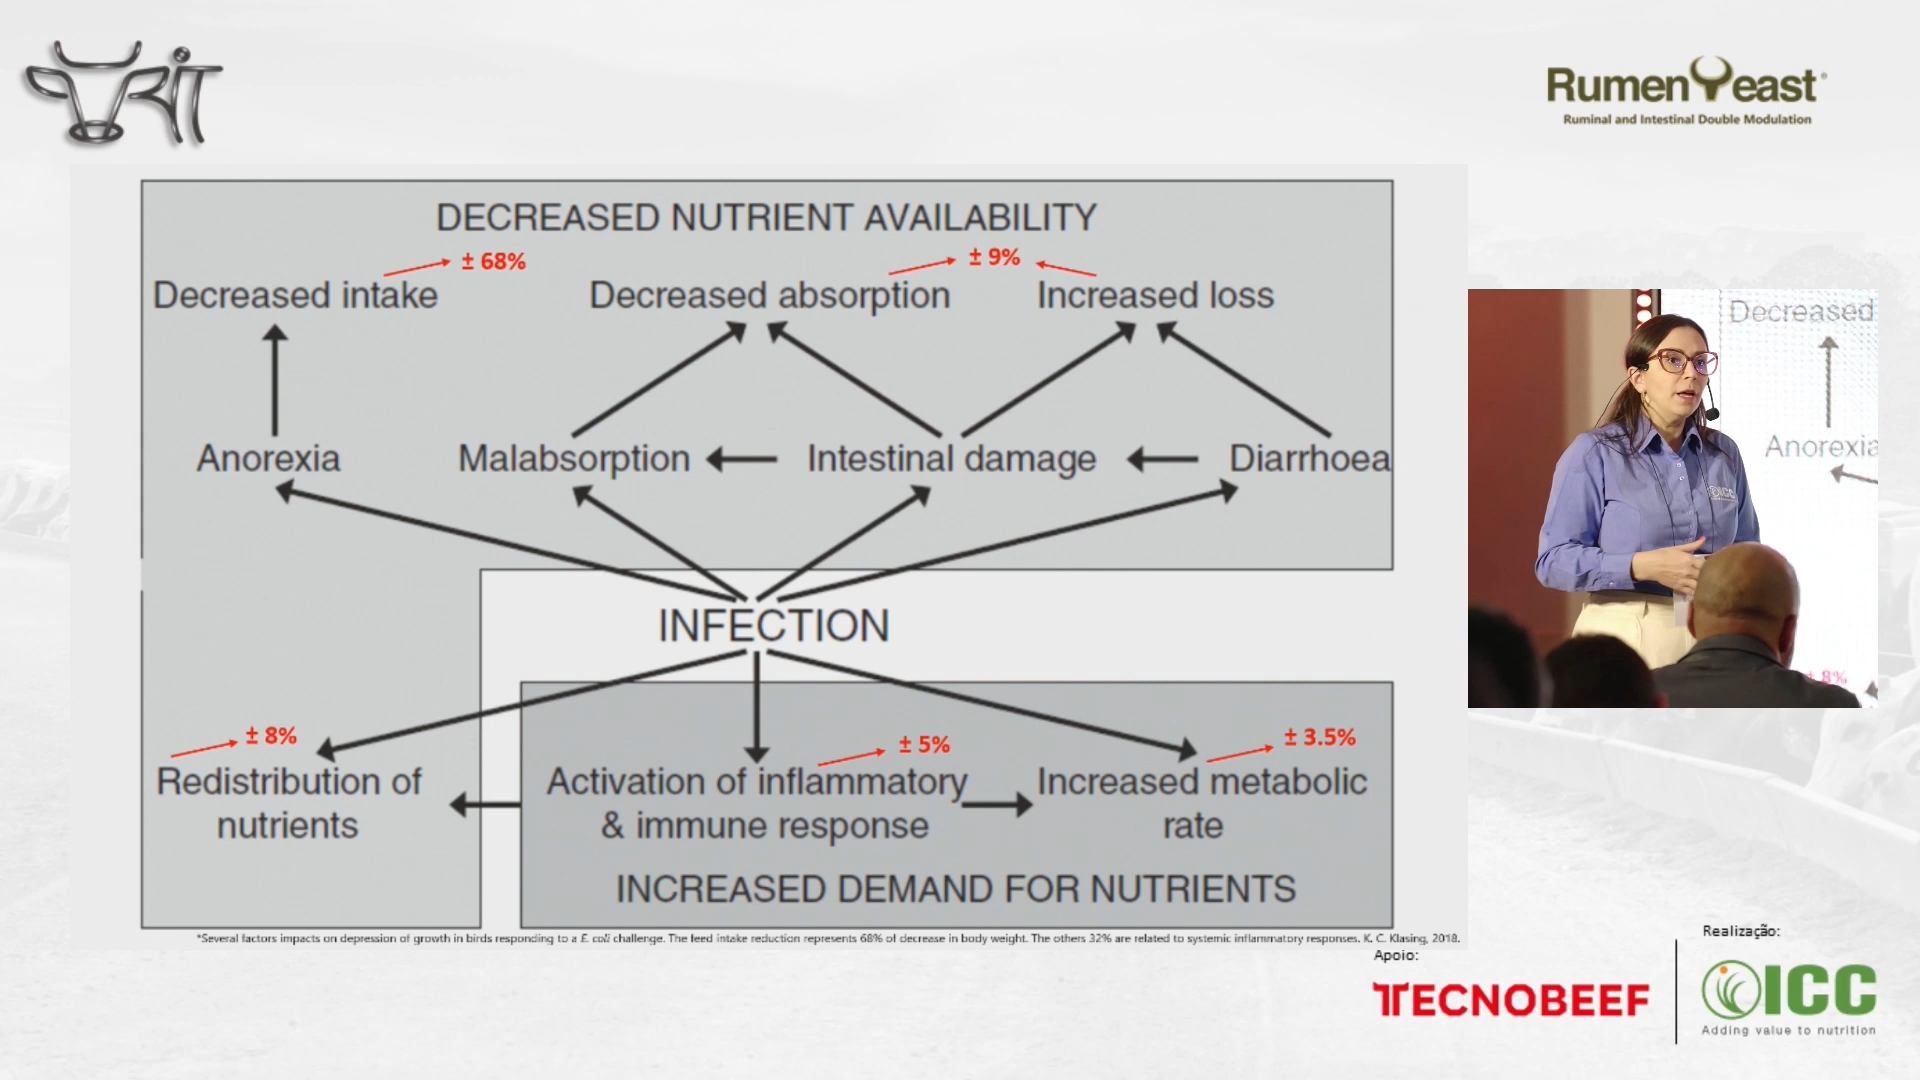 RiT
RumenYeast®
Ruminal and Intestinal Double Modulation
DECREASED NUTRIENT AVAILABILITY
± 68%
± 9%
Decreased intake
Decreased absorption
Increased loss
Anorexia
Malabsorption
Intestinal damage
Diarrhoea
INFECTION
± 8%
± 5%
± 3.5%
Redistribution of
nutrients
Activation of inflammatory
& immune response
Increased metabolic
rate
INCREASED DEMAND FOR NUTRIENTS
*Several factors impacts on depression of growth in birds responding to a E. coli challenge. The feed intake reduction represents 68% of decrease in body weight. The others 32% are related to systemic inflammatory responses. K. C. Klasing, 2018.
Decreased
Anorexia
ICC
± 8%
Apoio:
TECNOBEEF
Realização:
ICC
Adding value to nutrition